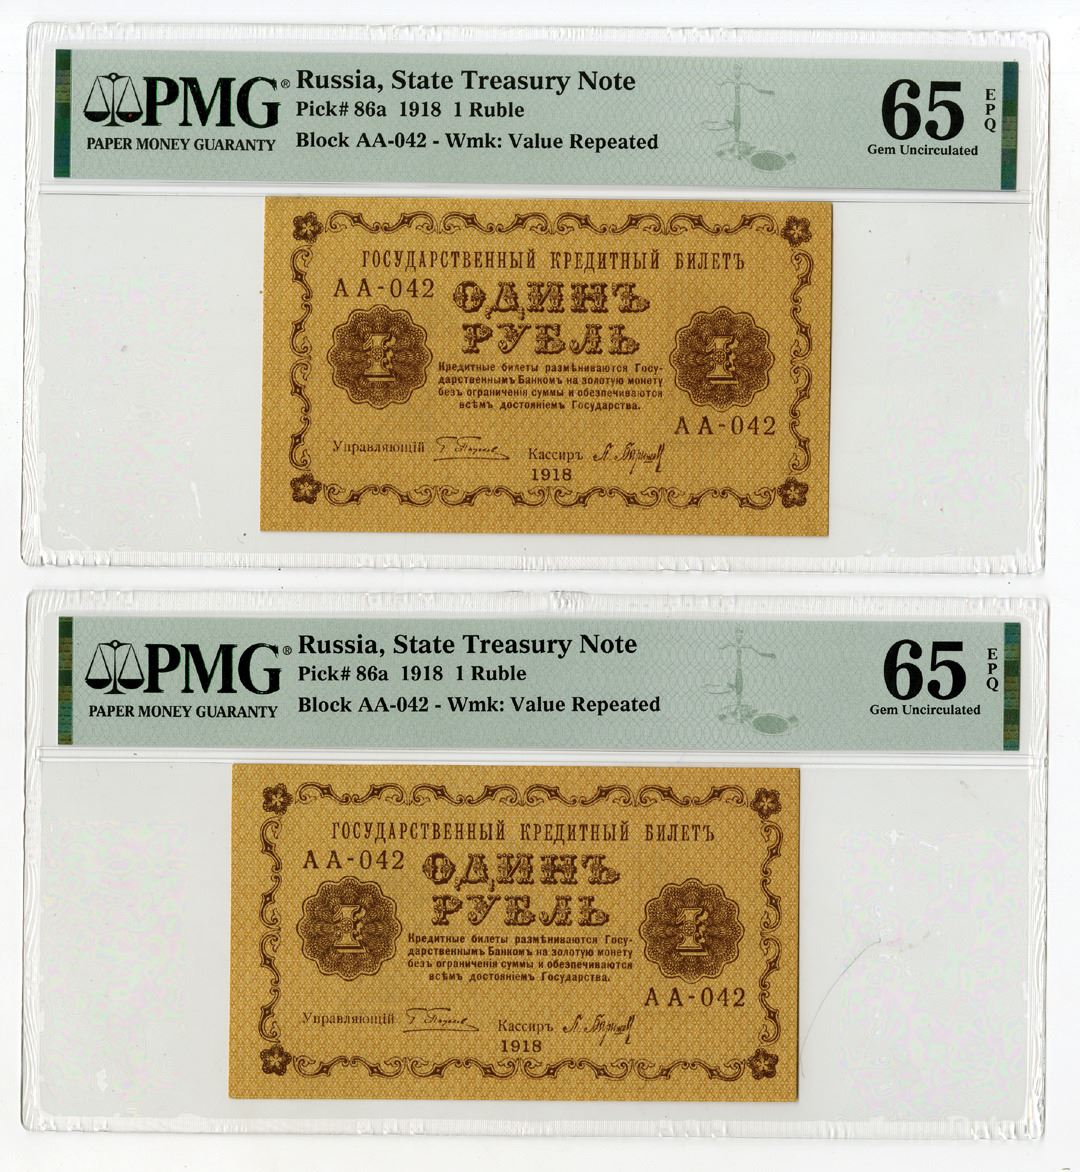 PMG®
PAPER MONEY GUARANTY
Russia, State Treasury Note
Pick# 86a 1918 1 Ruble
Block AA-042 - Wmk: Value Repeated
65
EPQ
Gem Uncirculated
ГОСУДАРСТВЕННЫЙ КРЕДИТНЫЙ БИЛЕТЪ
АА-042
ОДИНЪ
РУБЛЬ
1
1
Кредитные билеты размѣниваются Госу-
дарственнымъ Банкомъ на золотую монету
безъ ограниченія суммы и обезпечиваются
всѣмъ достояніемъ Государства.
АА-042
Управляющій
Кассиръ
1918
PMG®
PAPER MONEY GUARANTY
Russia, State Treasury Note
Pick# 86a 1918 1 Ruble
Block AA-042 - Wmk: Value Repeated
65
EPQ
Gem Uncirculated
ГОСУДАРСТВЕННЫЙ КРЕДИТНЫЙ БИЛЕТЪ
АА-042
ОДИНЪ
РУБЛЬ
1
1
Кредитные билеты размѣниваются Госу-
дарственнымъ Банкомъ на золотую монету
безъ ограниченія суммы и обезпечиваются
всѣмъ достояніемъ Государства.
АА-042
Управляющій
Кассиръ
1918